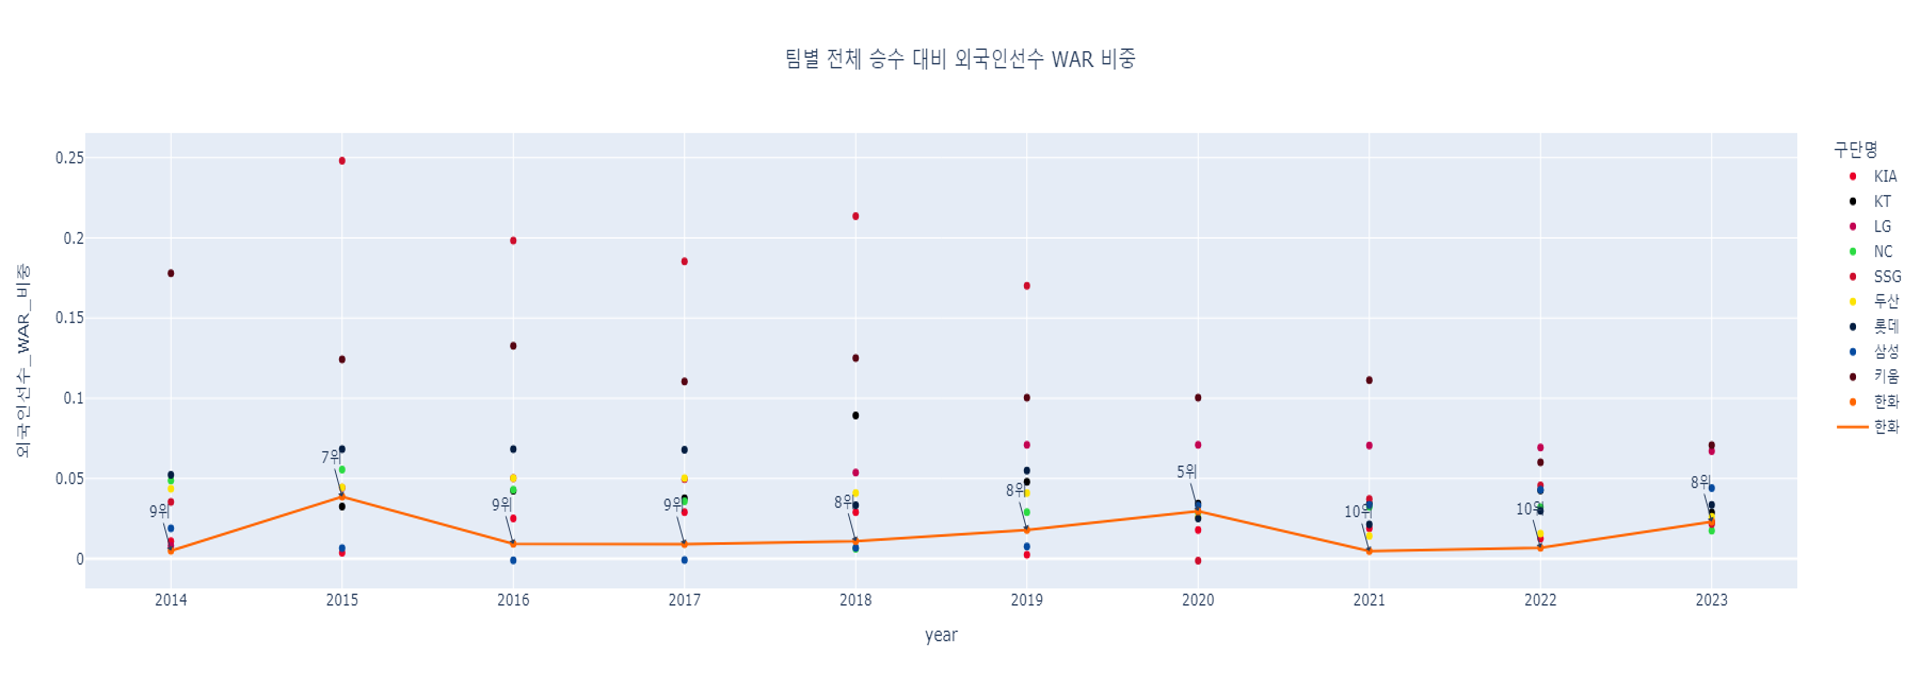 팀별 전체 승수 대비 외국인선수 WAR 비중
외국인선수_WAR_비중
0.25
0.2
0.15
0.1
0.05
0
9위
7위
9위
9위
8위
8위
5위
10위
10위
8위
2014
2015
2016
2017
2018
2019
2020
2021
2022
2023
year
구단명
KIA
KT
LG
NC
SSG
두산
롯데
삼성
키움
한화
한화